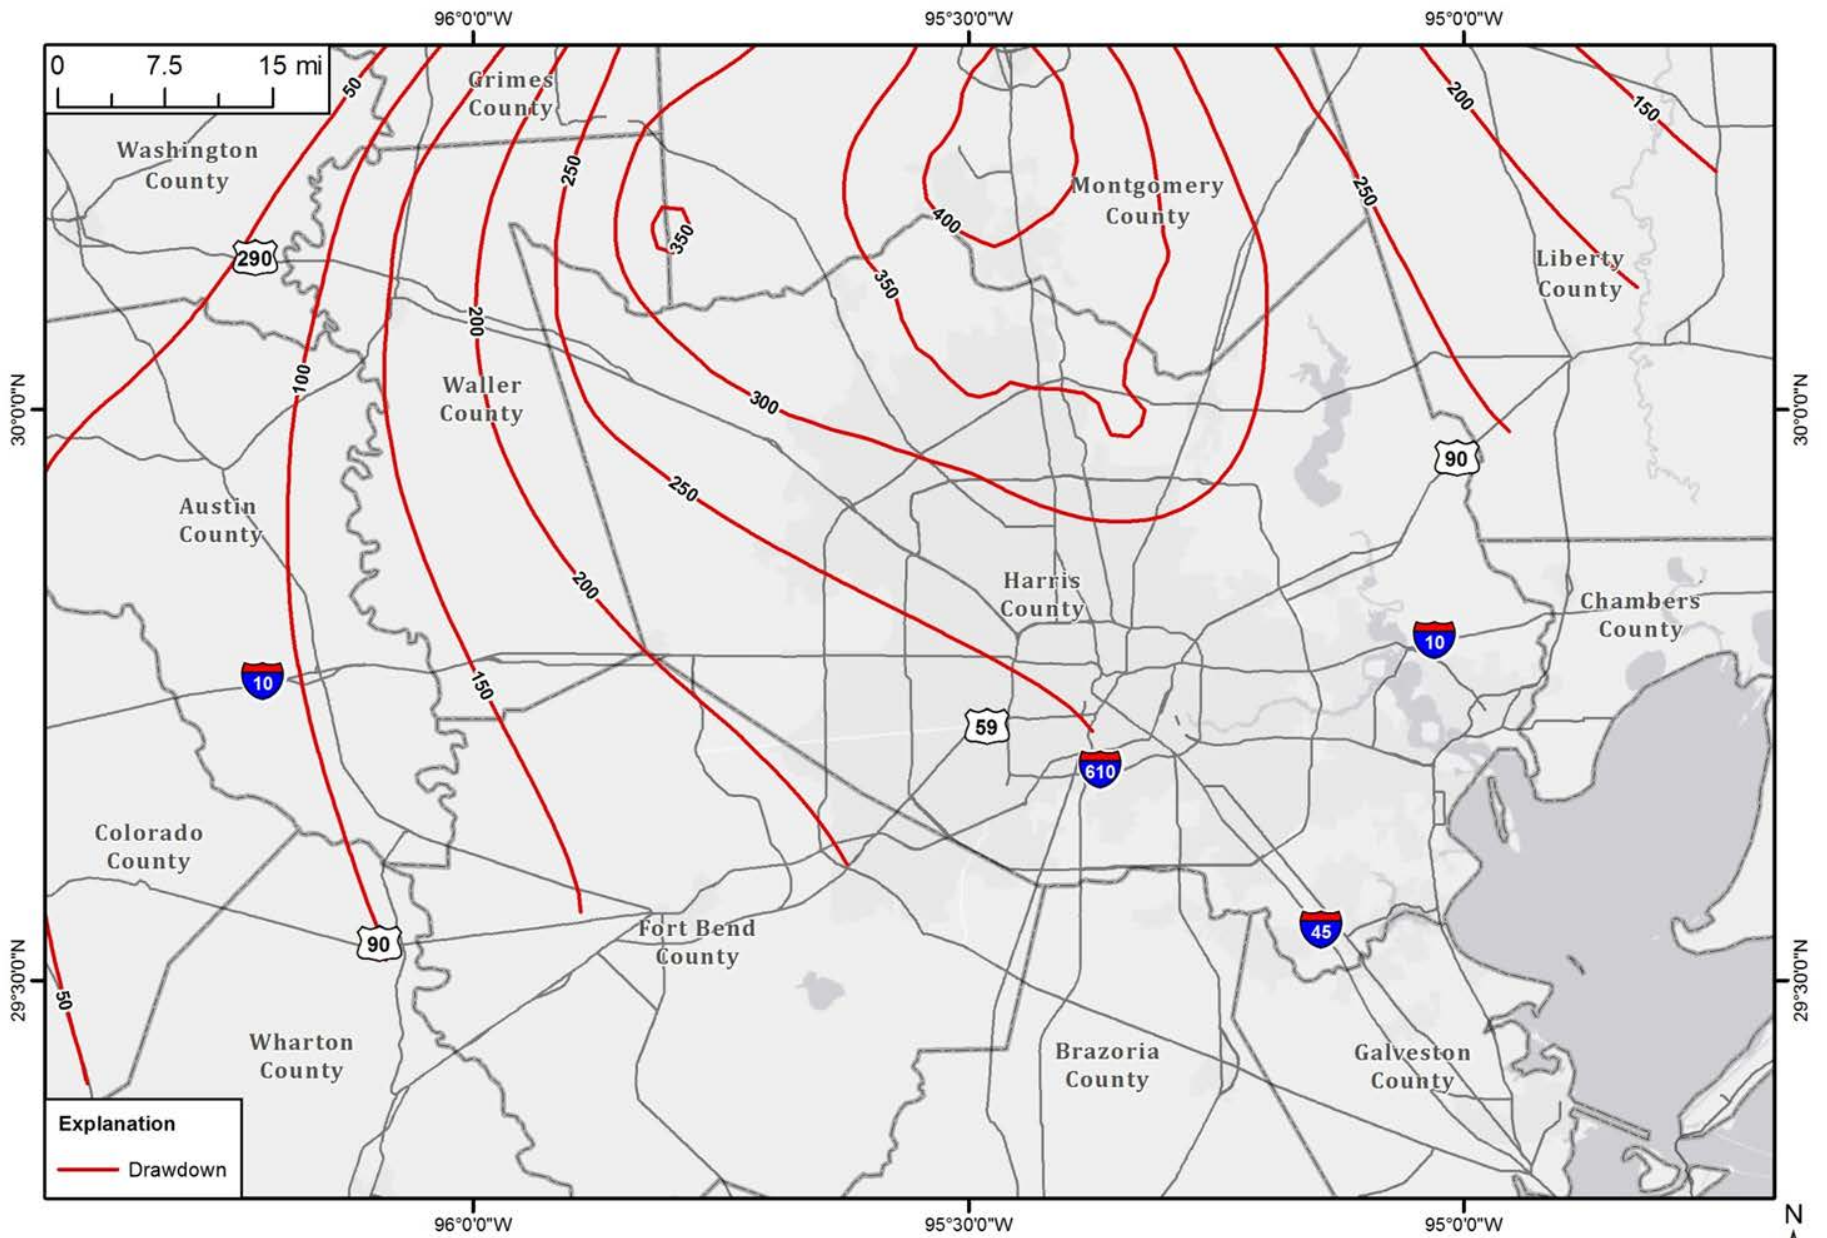 96°0'0"W
95°30'0"W
95°0'0"W
0
7.5
15 mi
50
Grimes
County
200
150
Washington
County
250
Montgomery
County
250
400
350
290
350
Liberty
County
200
100
Waller
County
300
30°0'0"N
30°0'0"N
90
250
Austin
County
200
Harris
County
Chambers
County
10
10
150
59
610
Colorado
County
90
Fort Bend
County
45
29°30'0"N
29°30'0"N
50
Wharton
County
Brazoria
County
Galveston
County
Explanation
Drawdown
96°0'0"W
95°30'0"W
95°0'0"W
N